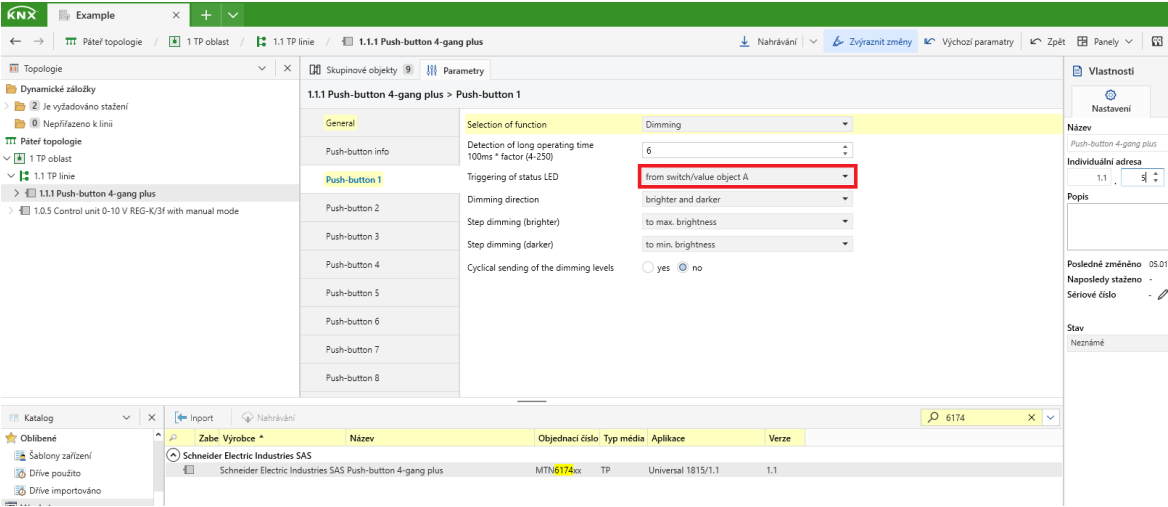 KNX Example
Páteř topologie / 1 TP oblast / 1.1 TP linie / 1.1.1 Push-button 4-gang plus Nahrávání Zvýraznit změny Výchozí paramatry Zpět Panely
Topologie
Dynamické záložky
2 Je vyžadováno stažení
0 Nepřiřazeno k linii
Páteř topologie
1 TP oblast
1.1 TP linie
1.1.1 Push-button 4-gang plus
1.0.5 Control unit 0-10 V REG-K/3f with manual mode
Skupinové objekty 9 Parametry
1.1.1 Push-button 4-gang plus > Push-button 1
General
Push-button info
Push-button 1
Push-button 2
Push-button 3
Push-button 4
Push-button 5
Push-button 6
Push-button 7
Push-button 8
Selection of function Dimming
Detection of long operating time
100ms * factor (4-250) 6
Triggering of status LED from switch/value object A
Dimming direction brighter and darker
Step dimming (brighter) to max. brightness
Step dimming (darker) to min. brightness
Cyclical sending of the dimming levels yes no
Vlastnosti
Nastavení
Název
Push-button 4-gang plus
Individuální adresa
1.1 . 5
Popis
Posledně změněno 05.01
Naposledy staženo -
Sériové číslo -
Stav
Neznámé
Katalog
Oblíbené
Šablony zařízení
Dříve použito
Dříve importováno
Inport Nahrávání 6174
Zabe Výrobce Název Objednací číslo Typ média Aplikace Verze
Schneider Electric Industries SAS
Schneider Electric Industries SAS Push-button 4-gang plus MTN6174xx TP Universal 1815/1.1 1.1